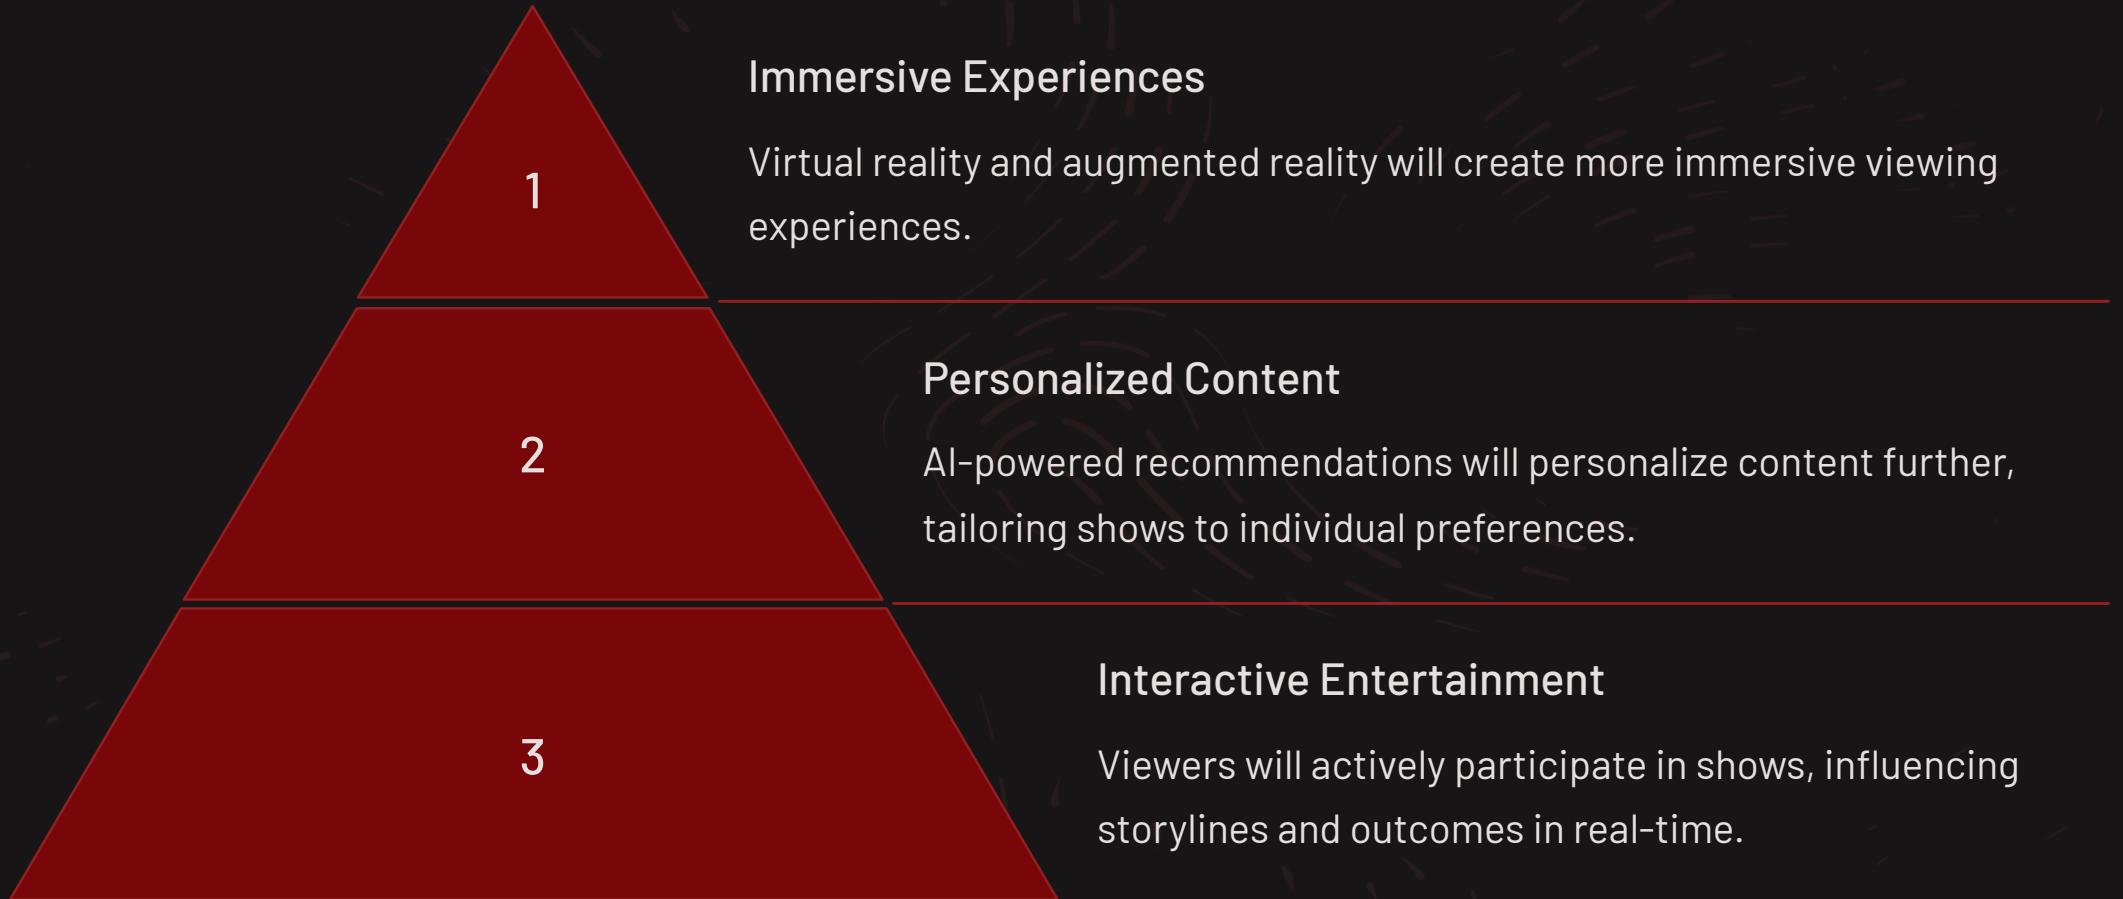 1
Immersive Experiences
Virtual reality and augmented reality will create more immersive viewing
experiences.
2
Personalized Content
AI-powered recommendations will personalize content further,
tailoring shows to individual preferences.
3
Interactive Entertainment
Viewers will actively participate in shows, influencing
storylines and outcomes in real-time.